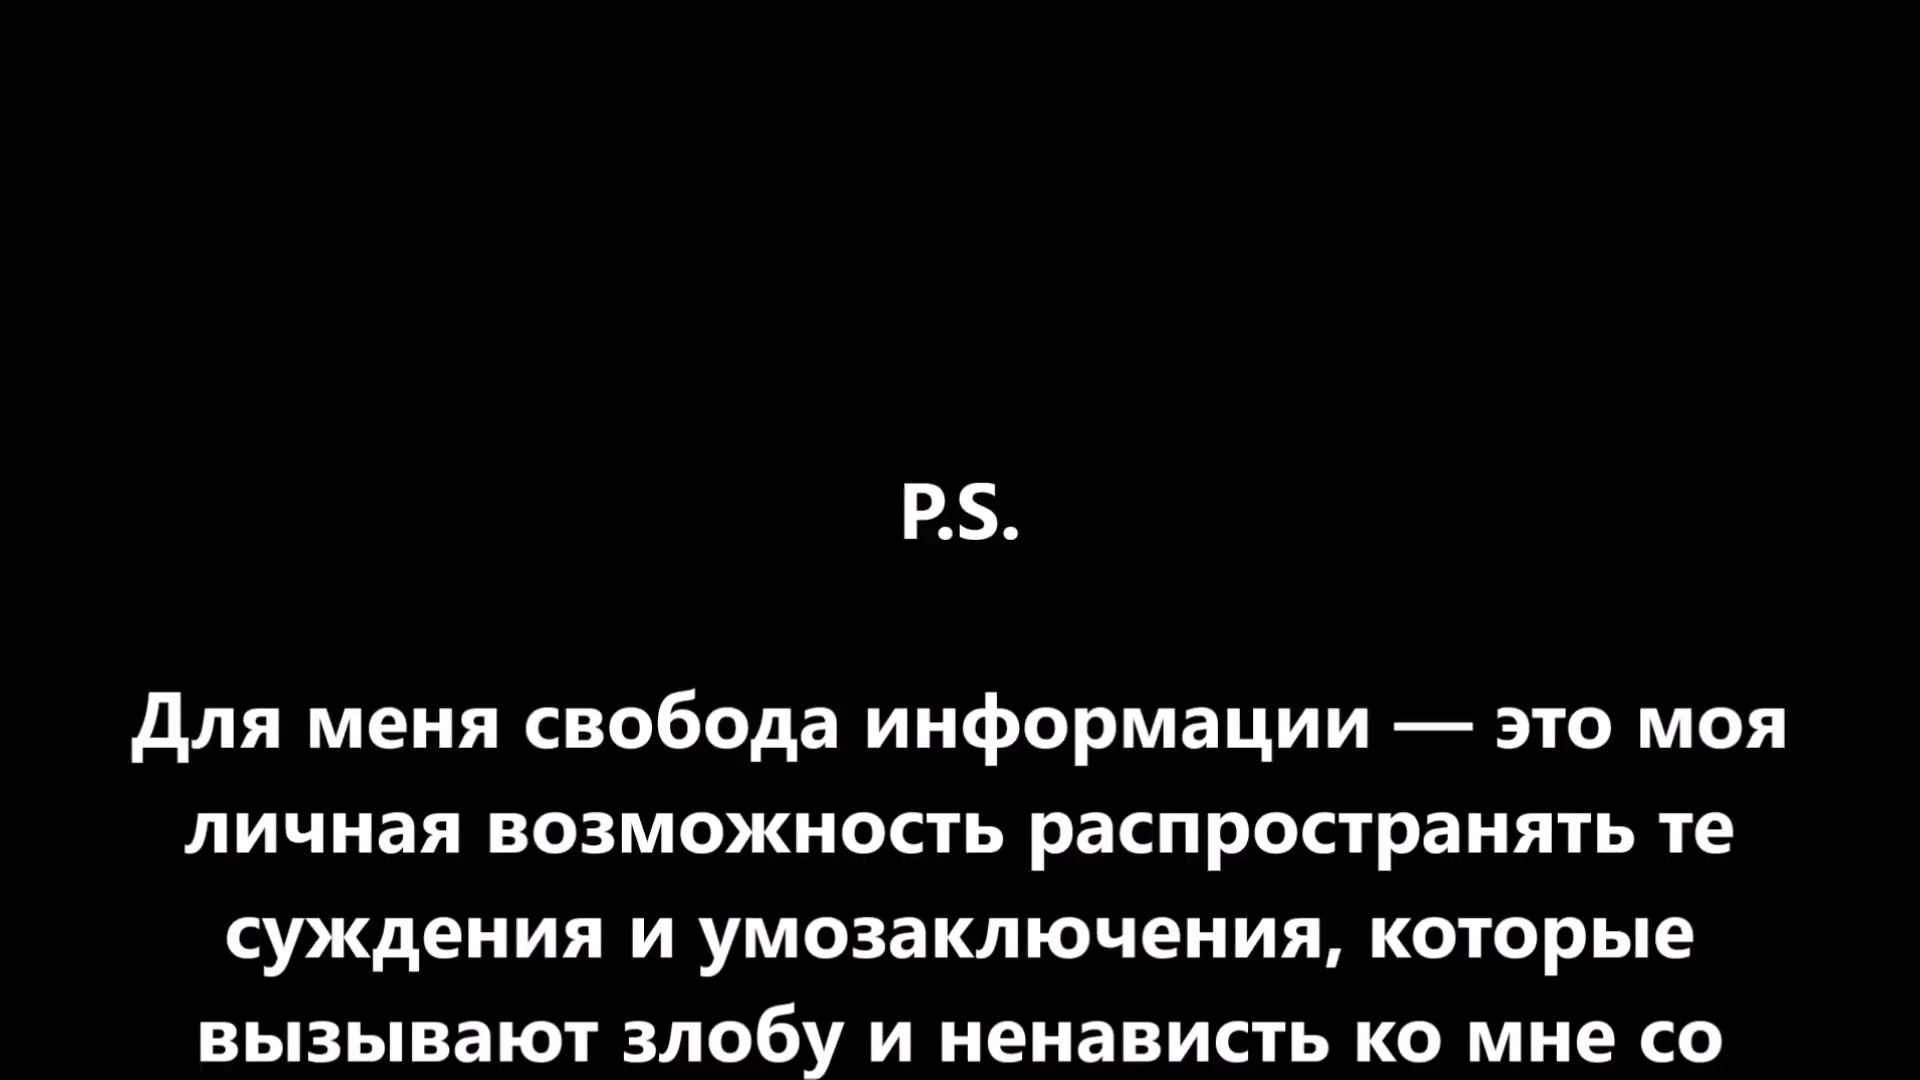 P.S.
Для меня свобода информации — это моя
личная возможность распространять те
суждения и умозаключения, которые
вызывают злобу и ненависть ко мне со